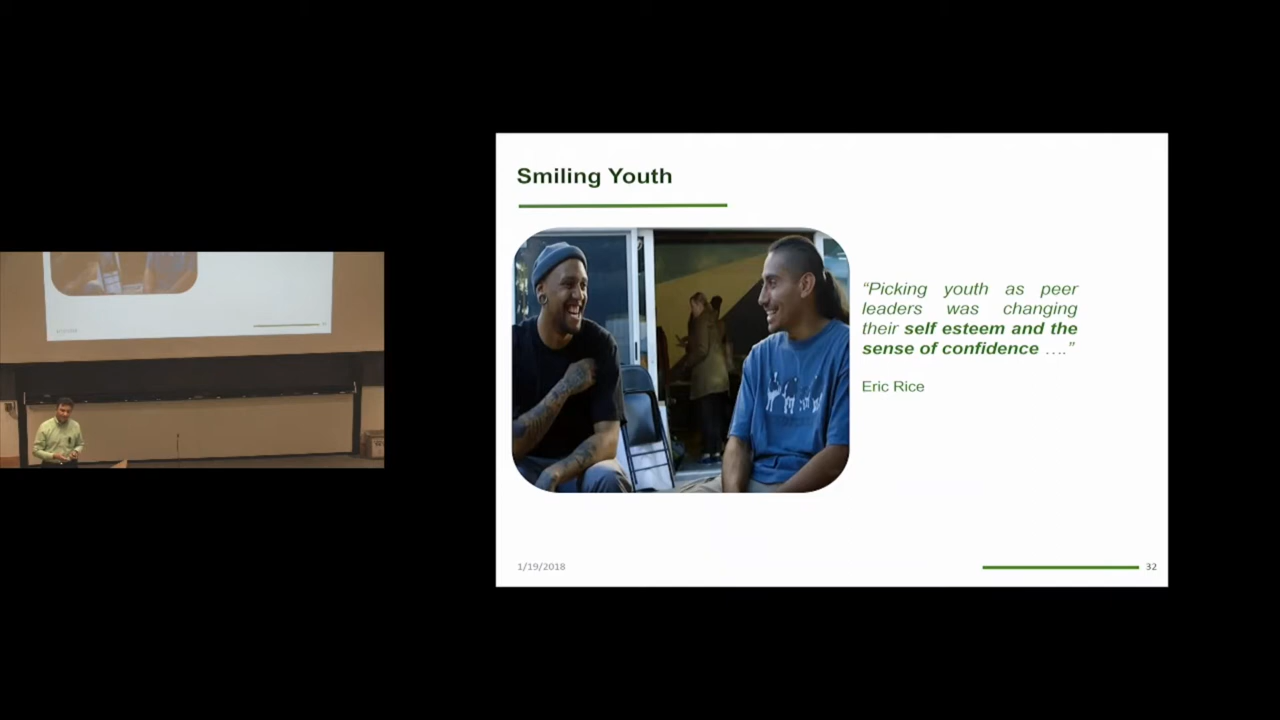 Smiling Youth
“Picking youth as peer
leaders was changing
their self esteem and the
sense of confidence ….”
Eric Rice
1/19/2018
32